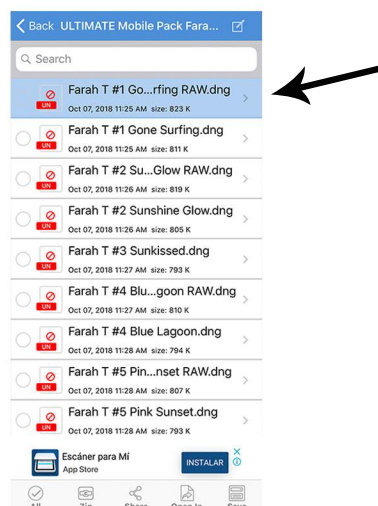 Back ULTIMATE Mobile Pack Fara...
Search
Farah T #1 Go...rfing RAW.dng
UN
Oct 07, 2018 11:25 AM size: 823 K
Farah T #1 Gone Surfing.dng
UN
Oct 07, 2018 11:25 AM size: 811 K
Farah T #2 Su...Glow RAW.dng
UN
Oct 07, 2018 11:26 AM size: 819 K
Farah T #2 Sunshine Glow.dng
UN
Oct 07, 2018 11:26 AM size: 805 K
Farah T #3 Sunkissed.dng
UN
Oct 07, 2018 11:27 AM size: 793 K
Farah T #4 Blu...goon RAW.dng
UN
Oct 07, 2018 11:27 AM size: 810 K
Farah T #4 Blue Lagoon.dng
UN
Oct 07, 2018 11:28 AM size: 794 K
Farah T #5 Pin...nset RAW.dng
UN
Oct 07, 2018 11:28 AM size: 807 K
Farah T #5 Pink Sunset.dng
UN
Oct 07, 2018 11:28 AM size: 793 K
Escáner para Mí
App Store
INSTALAR
All Zip Share Open In Save